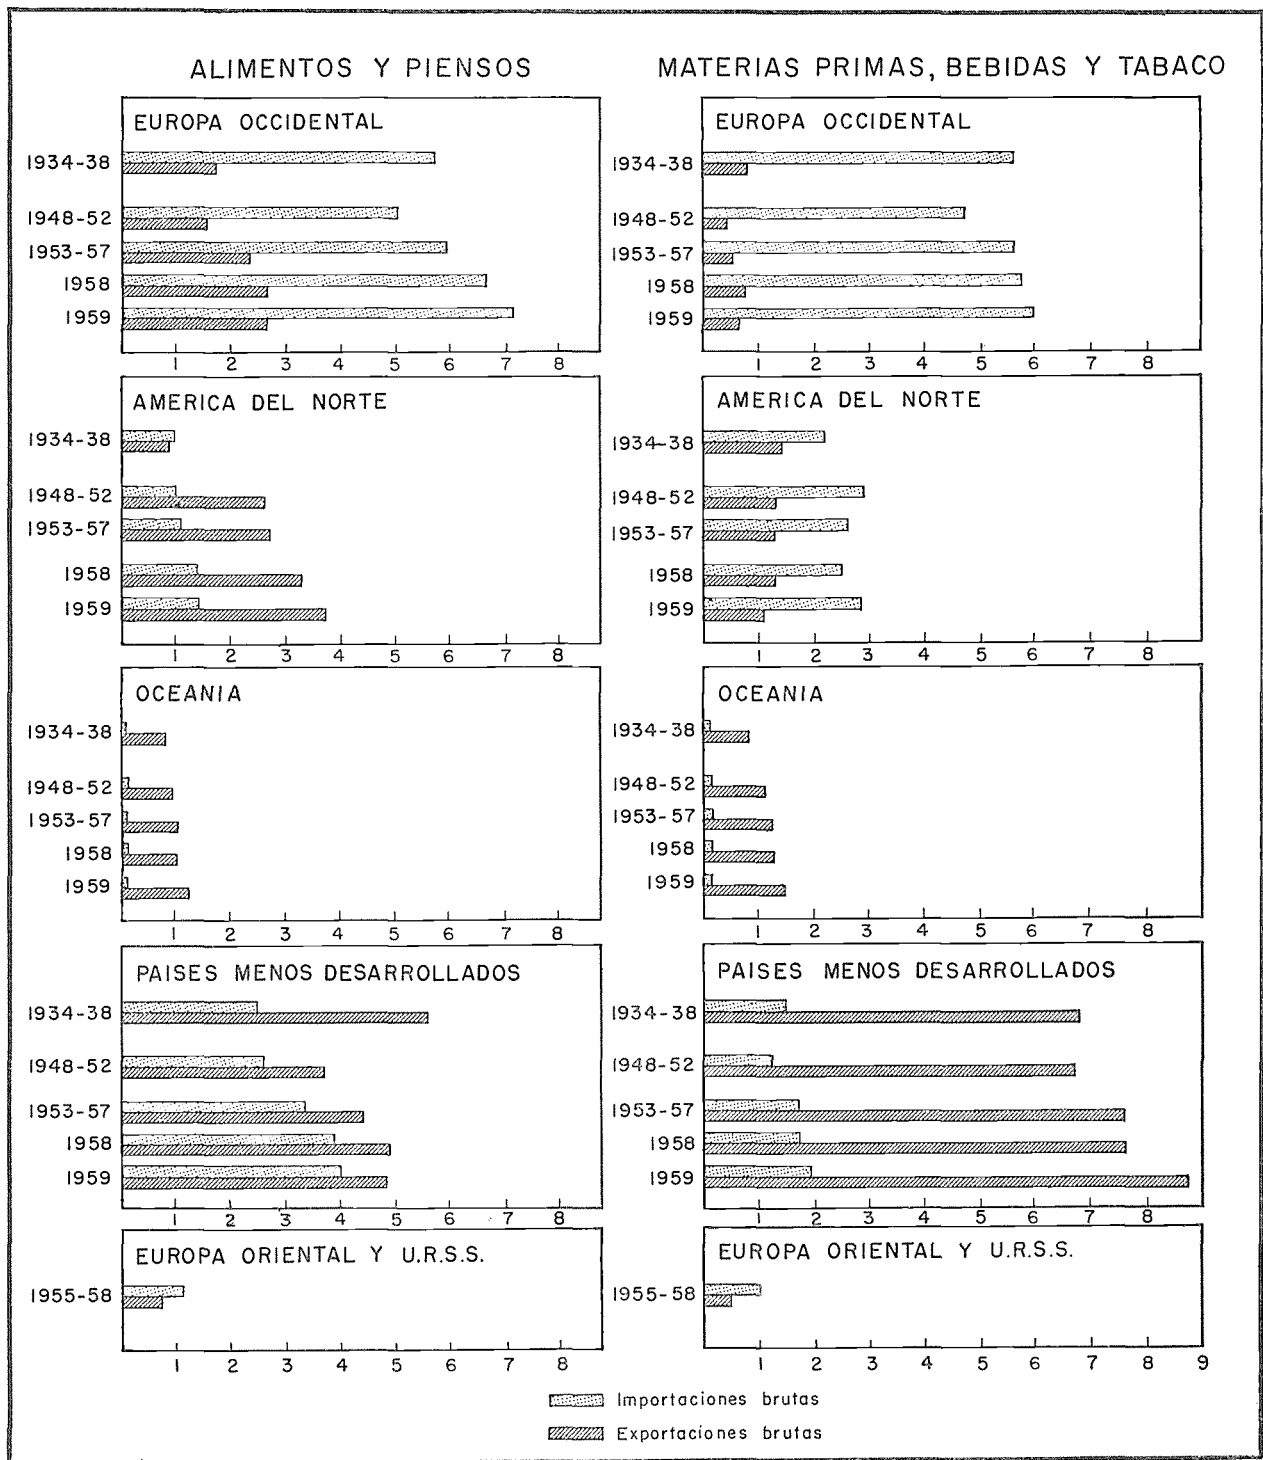 ALIMENTOS Y PIENSOS
EUROPA OCCIDENTAL
1934-38
1948-52
1953-57
1958
1959
1 2 3 4 5 6 7 8
AMERICA DEL NORTE
1934-38
1948-52
1953-57
1958
1959
1 2 3 4 5 6 7 8
OCEANIA
1934-38
1948-52
1953-57
1958
1959
1 2 3 4 5 6 7 8
PAISES MENOS DESARROLLADOS
1934-38
1948-52
1953-57
1958
1959
1 2 3 4 5 6 7 8
EUROPA ORIENTAL Y U.R.S.S.
1955-58
1 2 3 4 5 6 7 8
MATERIAS PRIMAS, BEBIDAS Y TABACO
EUROPA OCCIDENTAL
1934-38
1948-52
1953-57
1958
1959
1 2 3 4 5 6 7 8
AMERICA DEL NORTE
1934-38
1948-52
1953-57
1958
1959
1 2 3 4 5 6 7 8
OCEANIA
1934-38
1948-52
1953-57
1958
1959
1 2 3 4 5 6 7 8
PAISES MENOS DESARROLLADOS
1934-38
1948-52
1953-57
1958
1959
1 2 3 4 5 6 7 8
EUROPA ORIENTAL Y U.R.S.S.
1955-58
1 2 3 4 5 6 7 8 9
Importaciones brutas
Exportaciones brutas